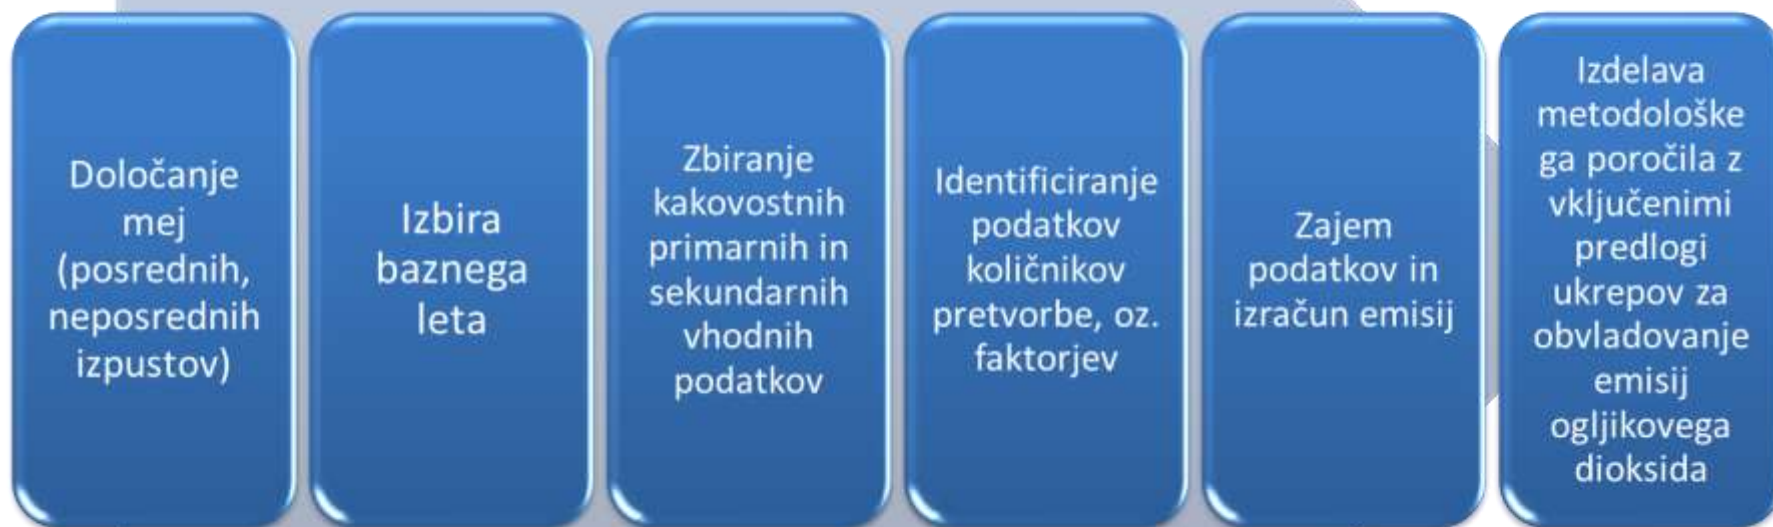 Določanje
mej
(posrednih,
neposrednih
izpustov)
Izbira
baznega
leta
Zbiranje
kakovostnih
primarnih in
sekundarnih
vhodnih
podatkov
Identificiranje
podatkov
količnikov
pretvorbe, oz.
faktorjev
Zajem
podatkov in
izračun emisij
Izdelava
metodološke
ga poročila z
vključenimi
predlogi
ukrepov za
obvladovanje
emisij
ogljikovega
dioksida